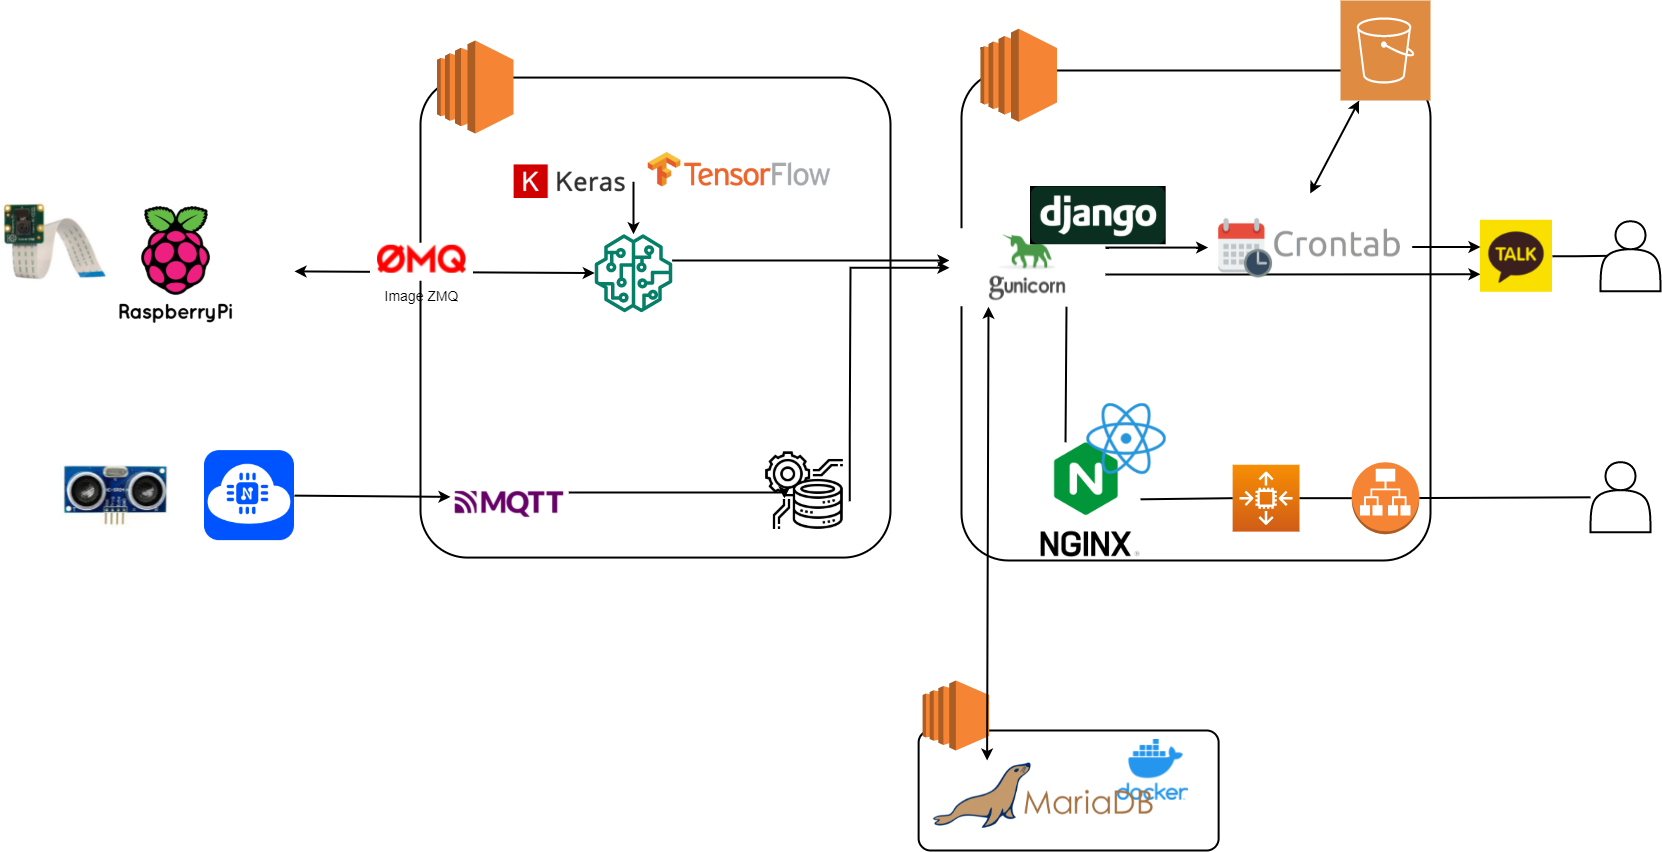 K Keras
TensorFlow
django
gunicorn
Crontab
TALK
ØMQ
Image ZMQ
RaspberryPi
N
MQTT
N
NGINX
docker
MariaDB